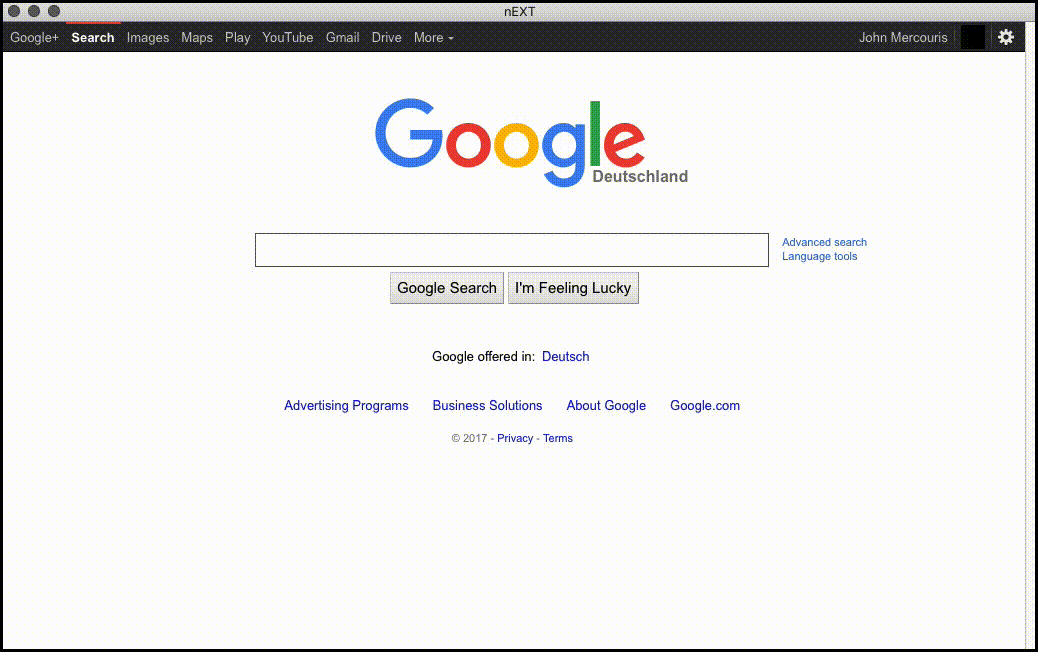 nEXT
Google+ Search Images Maps Play YouTube Gmail Drive More John Mercouris
Google
Deutschland
Advanced search
Language tools
Google Search I'm Feeling Lucky
Google offered in: Deutsch
Advertising Programs Business Solutions About Google Google.com
© 2017 - Privacy - Terms